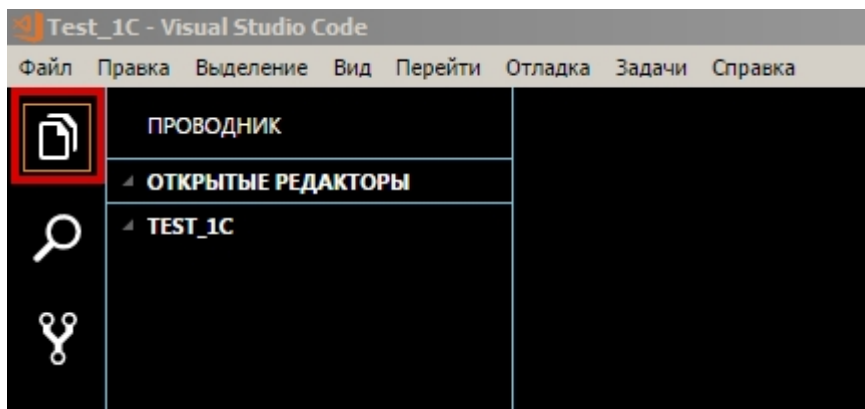 Test_1C - Visual Studio Code
Файл Правка Выделение Вид Перейти Отладка Задачи Справка
ПРОВОДНИК
ОТКРЫТЫЕ РЕДАКТОРЫ
TEST_1C